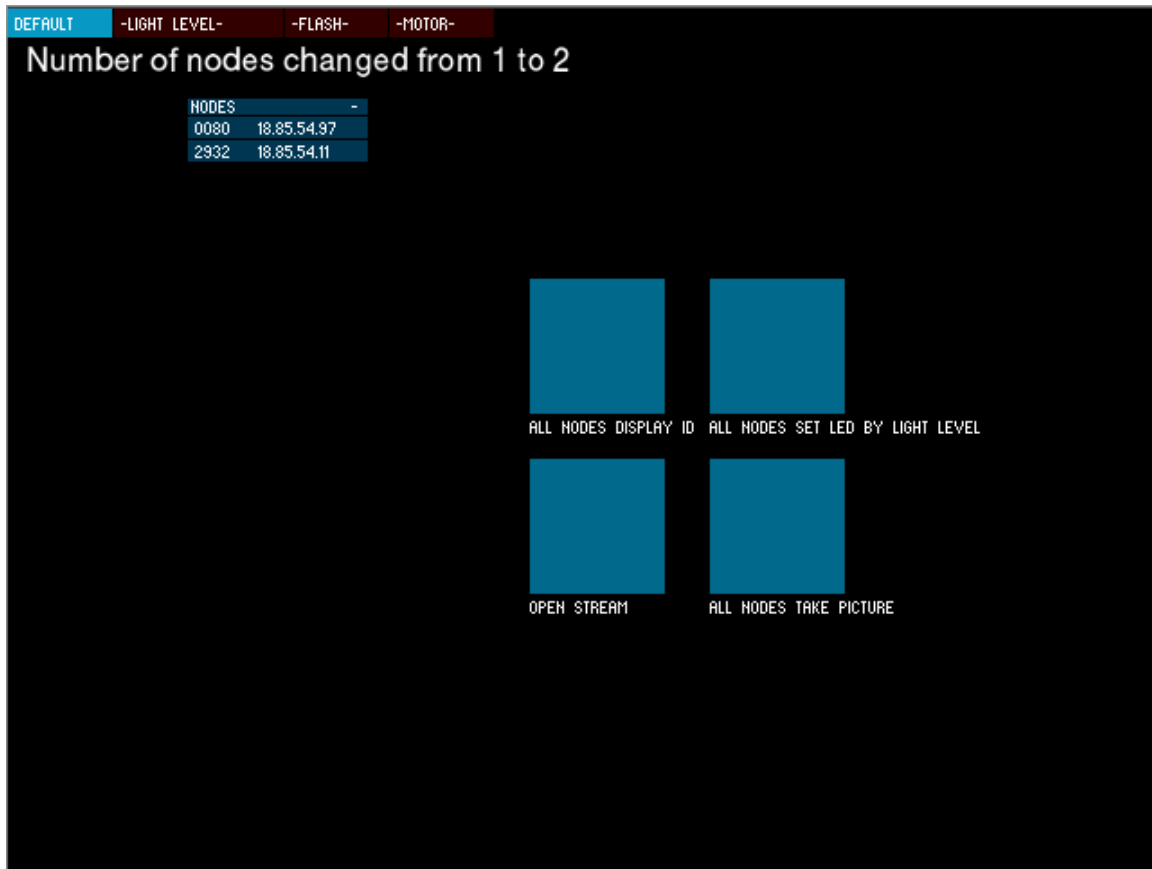 DEFAULT -LIGHT LEVEL- -FLASH- -MOTOR-
Number of nodes changed from 1 to 2
NODES -
0080 18.85.54.97
2932 18.85.54.11
ALL NODES DISPLAY ID ALL NODES SET LED BY LIGHT LEVEL
OPEN STREAM ALL NODES TAKE PICTURE